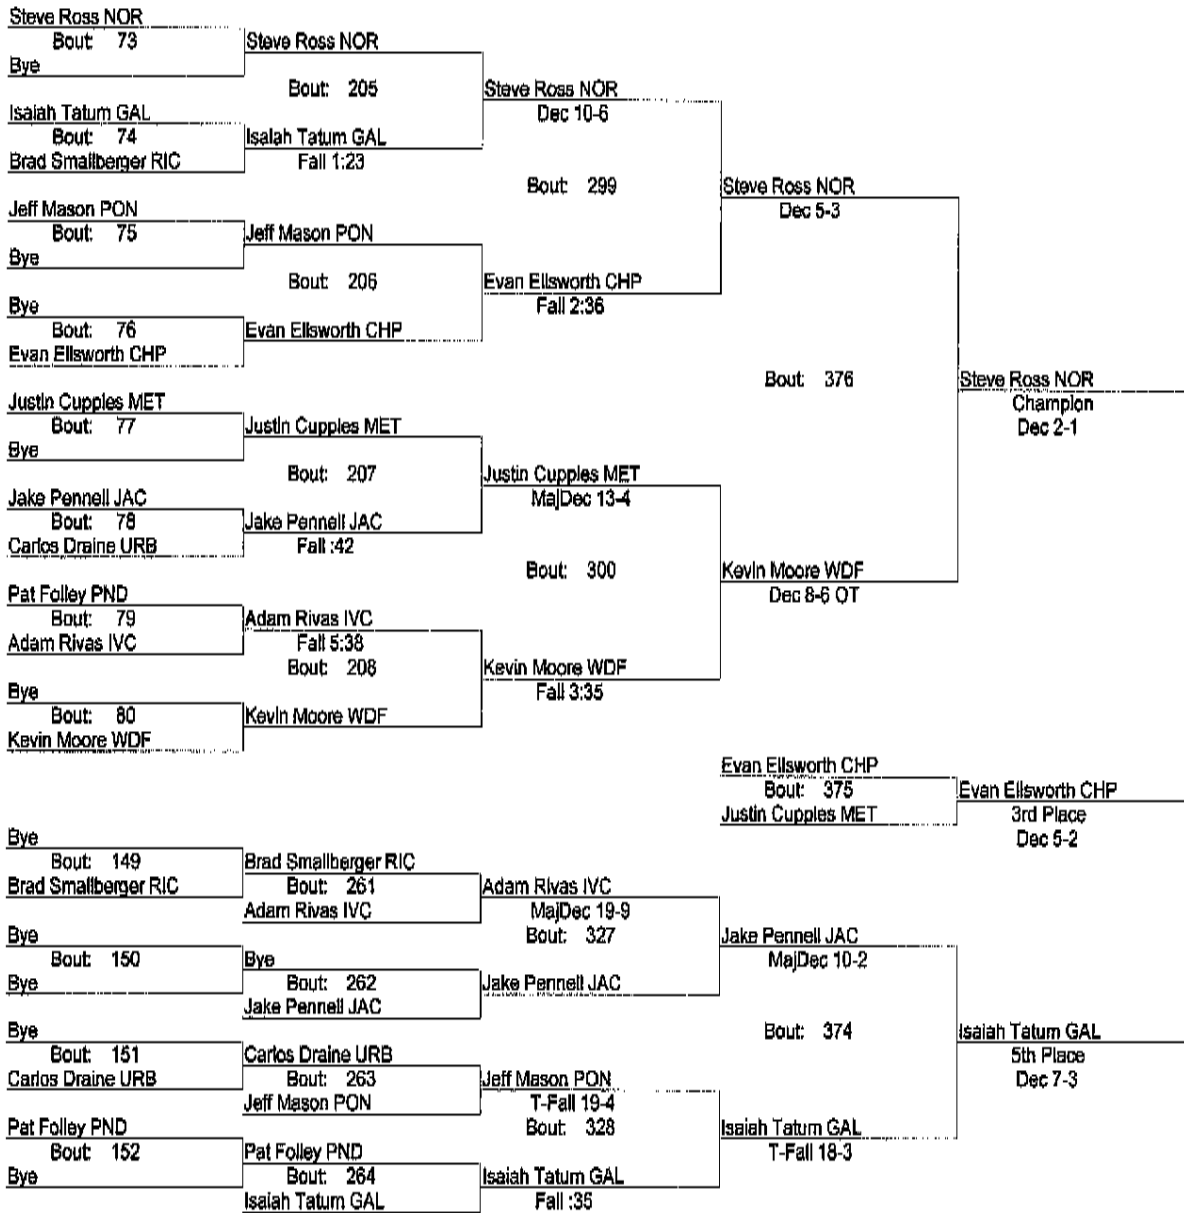 Steve Ross NOR
Bout: 73
Bye
Steve Ross NOR
Bout: 205
Isaiah Tatum GAL
Bout: 74
Brad Smallberger RIC
Isaiah Tatum GAL
Fall 1:23
Steve Ross NOR
Dec 10-6
Bout: 299
Jeff Mason PON
Bout: 75
Bye
Jeff Mason PON
Bout: 206
Bye
Bout: 76
Evan Ellsworth CHP
Evan Ellsworth CHP
Evan Ellsworth CHP
Fall 2:36
Steve Ross NOR
Dec 5-3
Bout: 376
Steve Ross NOR
Champion
Dec 2-1
Justin Cupples MET
Bout: 77
Bye
Justin Cupples MET
Bout: 207
Jake Pennell JAC
Bout: 78
Carlos Draine URB
Jake Pennell JAC
Fall :42
Justin Cupples MET
MajDec 13-4
Bout: 300
Kevin Moore WDF
Dec 8-6 OT
Pat Folley PND
Bout: 79
Adam Rivas IVC
Adam Rivas IVC
Fall 5:38
Bout: 208
Bye
Bout: 80
Kevin Moore WDF
Kevin Moore WDF
Kevin Moore WDF
Fall 3:35
Evan Ellsworth CHP
Bout: 375
Justin Cupples MET
Evan Ellsworth CHP
3rd Place
Dec 5-2
Bye
Bout: 149
Brad Smallberger RIC
Brad Smallberger RIC
Bout: 261
Adam Rivas IVC
Adam Rivas IVC
MajDec 19-9
Bout: 327
Bye
Bout: 150
Bye
Bye
Bout: 262
Jake Pennell JAC
Jake Pennell JAC
Jake Pennell JAC
MajDec 10-2
Bout: 374
Isaiah Tatum GAL
5th Place
Dec 7-3
Bye
Bout: 151
Carlos Draine URB
Carlos Draine URB
Bout: 263
Jeff Mason PON
Jeff Mason PON
T-Fall 19-4
Bout: 328
Pat Folley PND
Bout: 152
Bye
Pat Folley PND
Bout: 264
Isaiah Tatum GAL
Isaiah Tatum GAL
Fall :35
Isaiah Tatum GAL
T-Fall 18-3